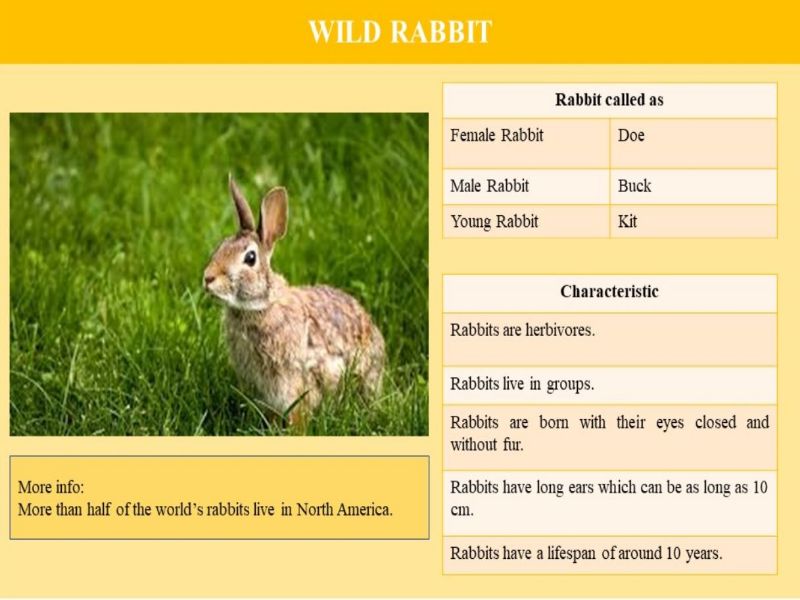 WILD RABBIT
Rabbit called as
Female Rabbit Doe
Male Rabbit Buck
Young Rabbit Kit
Characteristic
Rabbits are herbivores.
Rabbits live in groups.
Rabbits are born with their eyes closed and
without fur.
Rabbits have long ears which can be as long as 10
cm.
Rabbits have a lifespan of around 10 years.
More info:
More than half of the world’s rabbits live in North America.